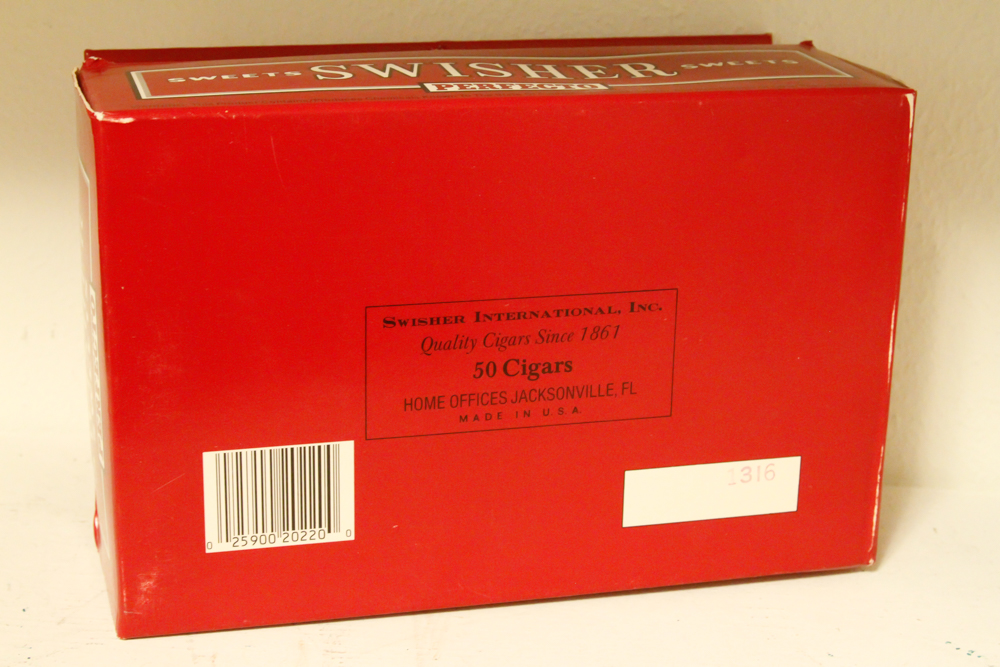 SWEETS SWISHER SWEETS
PERFECTO
SWISHER INTERNATIONAL, INC.
Quality Cigars Since 1861
50 Cigars
HOME OFFICES JACKSONVILLE, FL
MADE IN U.S.A.
0 25900 20220 0
1316